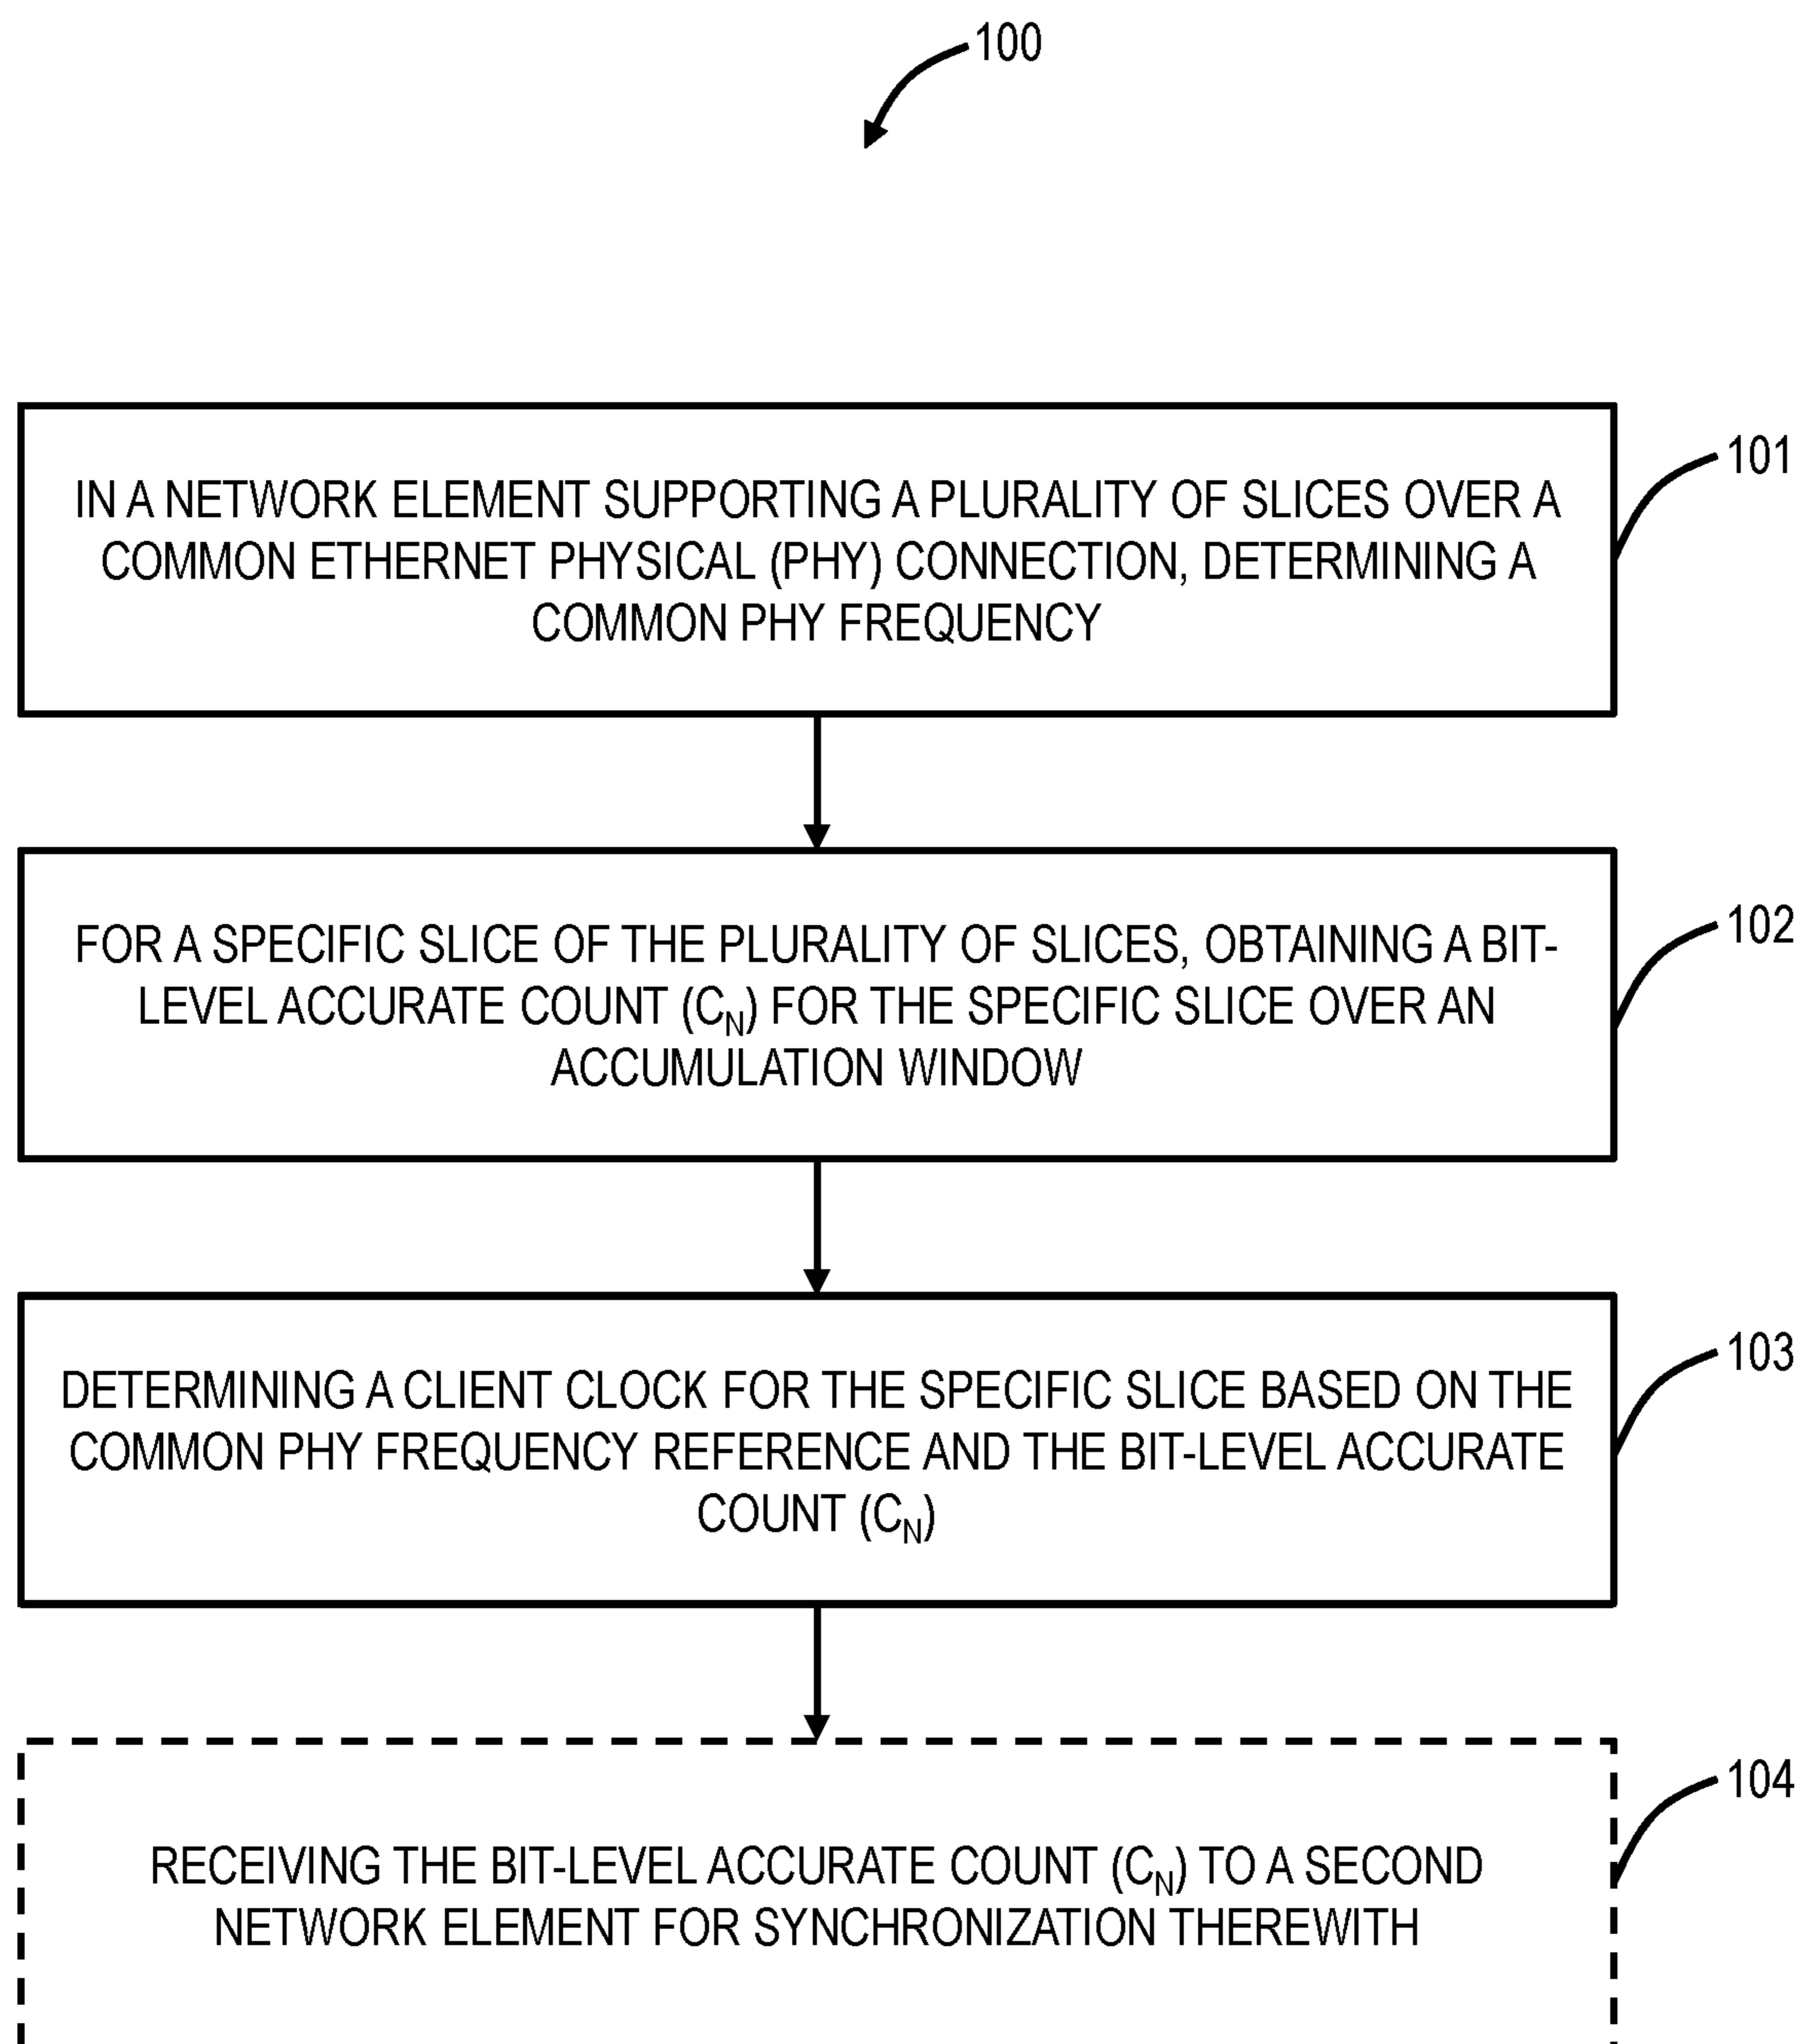 100
IN A NETWORK ELEMENT SUPPORTING A PLURALITY OF SLICES OVER A
COMMON ETHERNET PHYSICAL (PHY) CONNECTION, DETERMINING A
COMMON PHY FREQUENCY
101
FOR A SPECIFIC SLICE OF THE PLURALITY OF SLICES, OBTAINING A BIT-
LEVEL ACCURATE COUNT (CN) FOR THE SPECIFIC SLICE OVER AN
ACCUMULATION WINDOW
102
DETERMINING A CLIENT CLOCK FOR THE SPECIFIC SLICE BASED ON THE
COMMON PHY FREQUENCY REFERENCE AND THE BIT-LEVEL ACCURATE
COUNT (CN)
103
RECEIVING THE BIT-LEVEL ACCURATE COUNT (CN) TO A SECOND
NETWORK ELEMENT FOR SYNCHRONIZATION THEREWITH
104